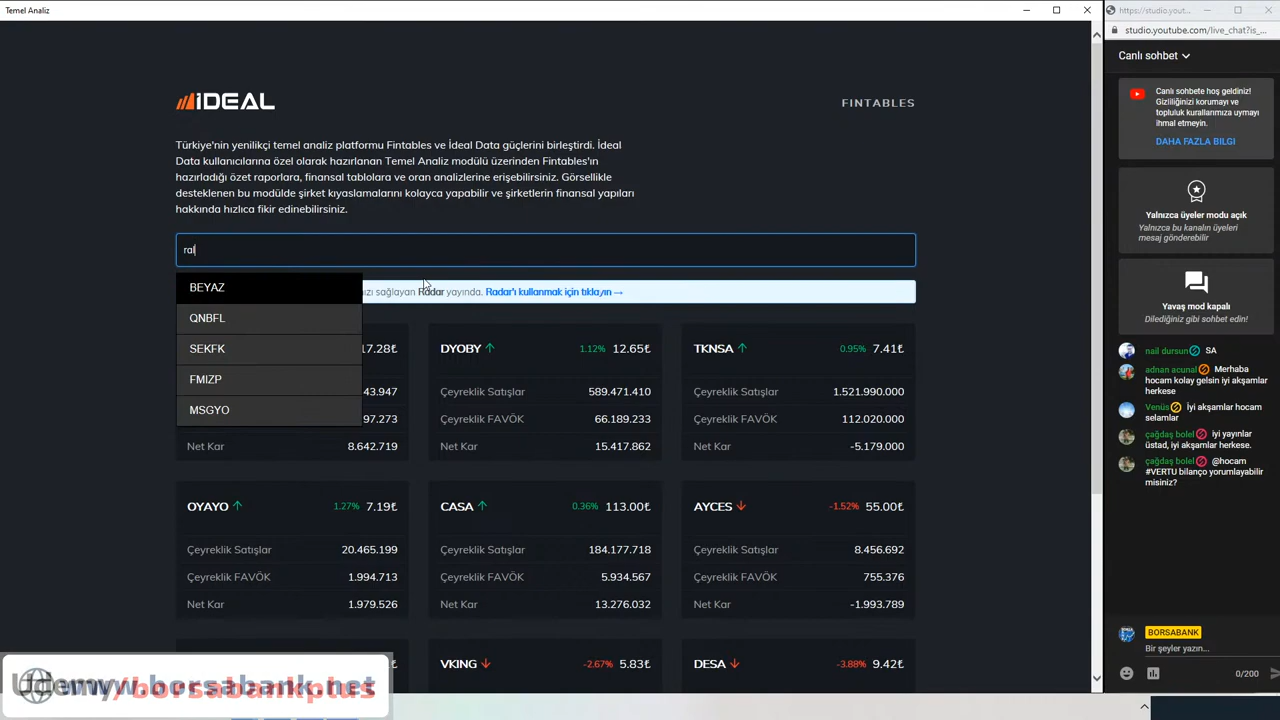 Temel Analiz
İDEAL
FINTABLES
Türkiye'nin yenilikçi temel analiz platformu Fintables ve İdeal Data güçlerini birleştirdi. İdeal
Data kullanıcılarına özel olarak hazırlanan Temel Analiz modülü üzerinden Fintables'ın
hazırladığı özet raporlara, finansal tablolara ve oran analizlerine erişebilirsiniz. Görsellikle
desteklenen bu modülde şirket kıyaslamalarını kolayca yapabilir ve şirketlerin finansal yapıları
hakkında hızlıca fikir edinebilirsiniz.
ral
BEYAZ
QNBFL
SEKFK
FMIZP
MSGYO
sağlayan Radar yayında. Radar'ı kullanmak için tıklayın →
17.28₺
43.947
97.273
Net Kar 8.642.719
DYOBY ↑ 1.12% 12.65₺
Çeyreklik Satışlar 589.471.410
Çeyreklik FAVÖK 66.189.233
Net Kar 15.417.862
TKNSA ↑ 0.95% 7.41₺
Çeyreklik Satışlar 1.521.990.000
Çeyreklik FAVÖK 112.020.000
Net Kar -5.179.000
OYAYO ↑ 1.27% 7.19₺
Çeyreklik Satışlar 20.465.199
Çeyreklik FAVÖK 1.994.713
Net Kar 1.979.526
CASA ↑ 0.36% 113.00₺
Çeyreklik Satışlar 184.177.718
Çeyreklik FAVÖK 5.934.567
Net Kar 13.276.032
AYCES ↓ -1.52% 55.00₺
Çeyreklik Satışlar 8.456.692
Çeyreklik FAVÖK 755.376
Net Kar -1.993.789
VKING ↓ -2.67% 5.83₺
DESA ↓ -3.88% 9.42₺
https://studio.yout...
studio.youtube.com/live_chat?is_...
Canlı sohbet
Canlı sohbete hoş geldiniz!
Gizliliğinizi korumayı ve
topluluk kurallarımıza uymayı
ihmal etmeyin.
DAHA FAZLA BILGI
Yalnızca üyeler modu açık
Yalnızca bu kanalın üyeleri
mesaj gönderebilir
Yavaş mod kapalı
Dilediğiniz gibi sohbet edin!
nail dursun SA
adnan acunal Merhaba
hocam kolay gelsin iyi akşamlar
herkese
Venüs İyi akşamlar hocam
selamlar
çağdaş bolel iyi yayınlar
üstad, iyi akşamlar herkese.
çağdaş bolel @hocam
#VERTU bilanço yorumlayabilir
misiniz?
BORSABANK
Bir şeyler yazın...
0/200